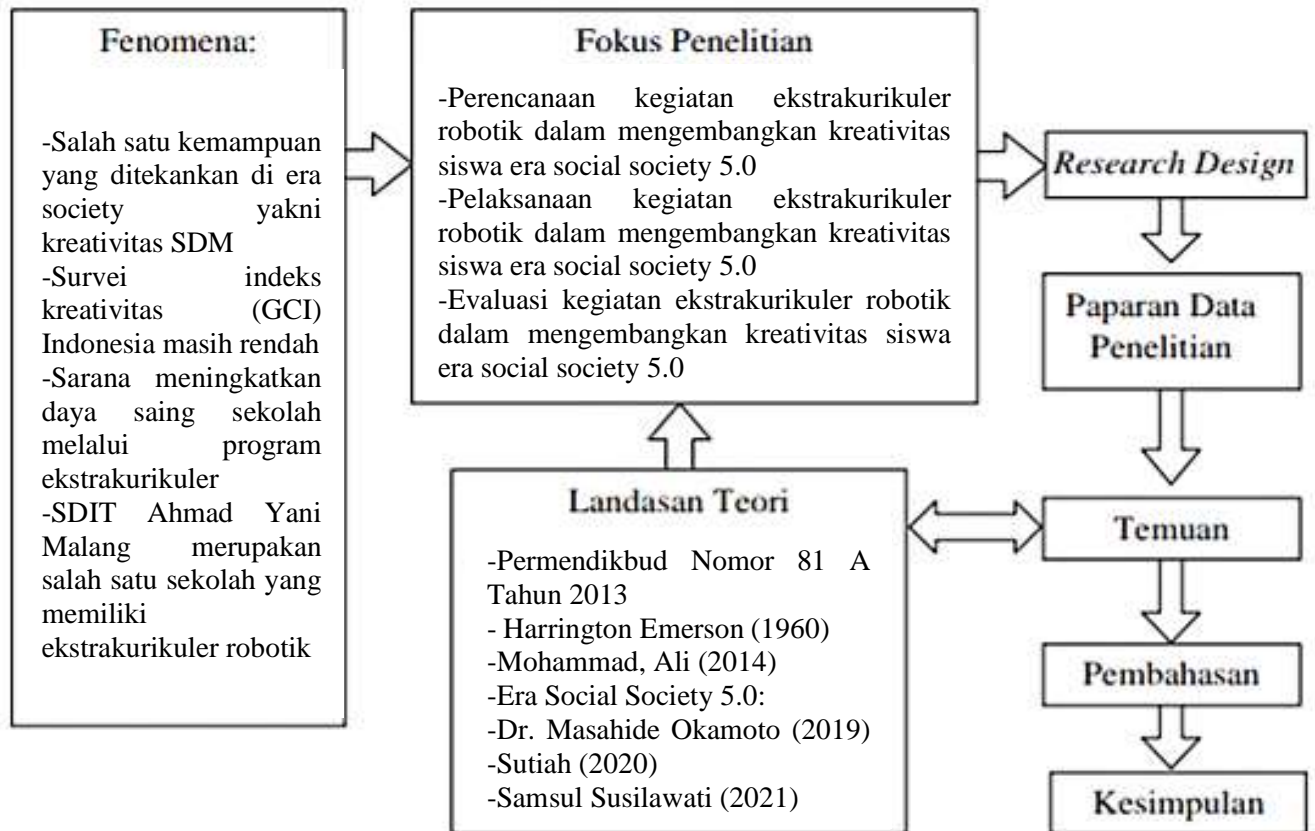 Fenomena:
-Salah satu kemampuan
yang ditekankan di era
society yakni
kreativitas SDM
-Survei indeks
kreativitas (GCI)
Indonesia masih rendah
-Sarana meningkatkan
daya saing sekolah
melalui program
ekstrakurikuler
-SDIT Ahmad Yani
Malang merupakan
salah satu sekolah yang
memiliki
ekstrakurikuler robotik
Fokus Penelitian
-Perencanaan kegiatan ekstrakurikuler
robotik dalam mengembangkan kreativitas
siswa era social society 5.0
-Pelaksanaan kegiatan ekstrakurikuler
robotik dalam mengembangkan kreativitas
siswa era social society 5.0
-Evaluasi kegiatan ekstrakurikuler robotik
dalam mengembangkan kreativitas siswa
era social society 5.0
Landasan Teori
-Permendikbud Nomor 81 A
Tahun 2013
- Harrington Emerson (1960)
-Mohammad, Ali (2014)
-Era Social Society 5.0:
-Dr. Masahide Okamoto (2019)
-Sutiah (2020)
-Samsul Susilawati (2021)
Research Design
Paparan Data
Penelitian
Temuan
Pembahasan
Kesimpulan